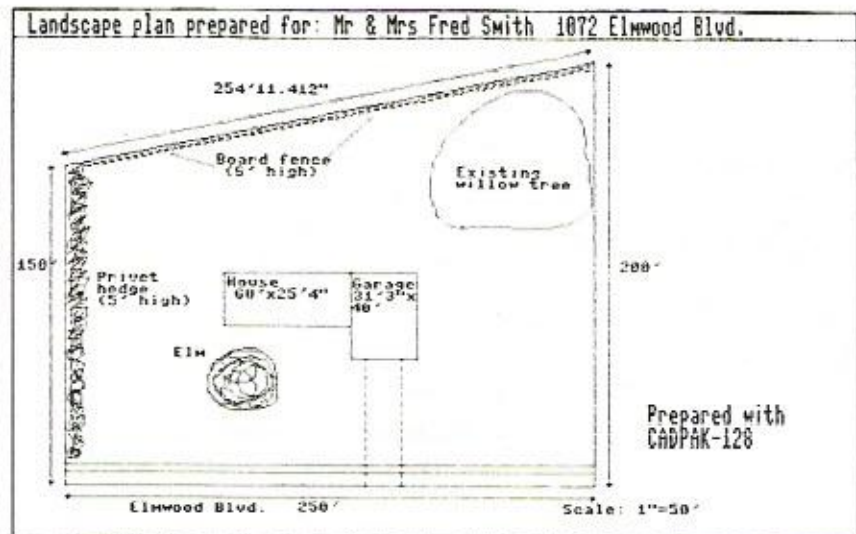 Landscape plan prepared for: Mr & Mrs Fred Smith 1072 Elmwood Blvd.
254'11.412"
Board fence
(5' high)
Existing
willow tree
150'
200'
Privet
hedge
(5' high)
House
60'x25'4"
Garage
31'3"x
40'
Elm
Prepared with
CADPAK-128
Elmwood Blvd. 250'
Scale: 1"=50'